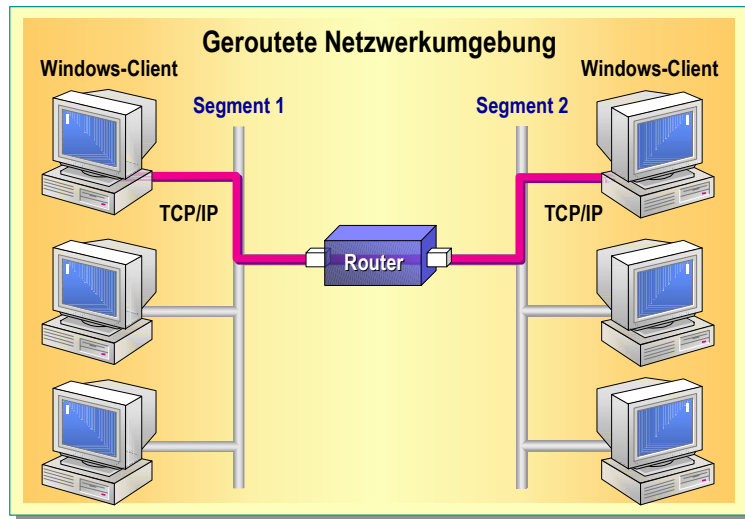 Geroutete Netzwerkumgebung
Windows-Client
Windows-Client
Segment 1
Segment 2
TCP/IP
TCP/IP
Router